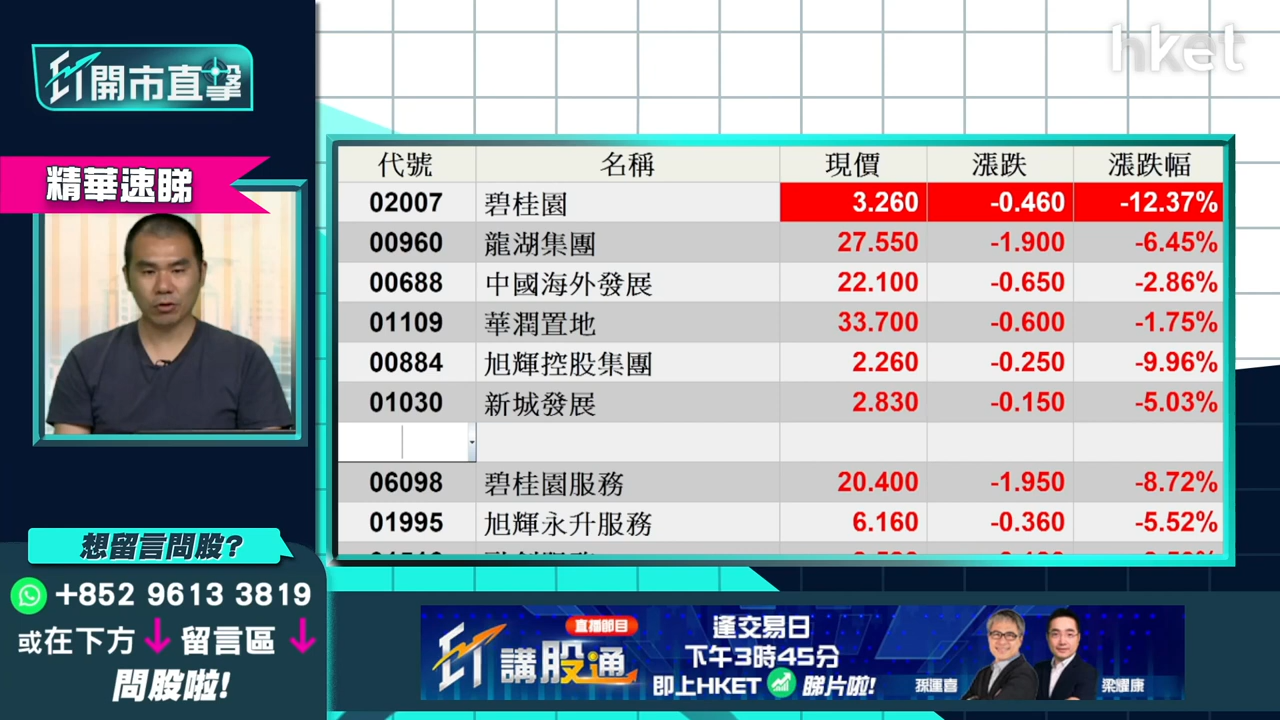 hket
ET開市直擊
精華速睇
代號 名稱 現價 漲跌 漲跌幅
02007 碧桂園 3.260 -0.460 -12.37%
00960 龍湖集團 27.550 -1.900 -6.45%
00688 中國海外發展 22.100 -0.650 -2.86%
01109 華潤置地 33.700 -0.600 -1.75%
00884 旭輝控股集團 2.260 -0.250 -9.96%
01030 新城發展 2.830 -0.150 -5.03%
06098 碧桂園服務 20.400 -1.950 -8.72%
01995 旭輝永升服務 6.160 -0.360 -5.52%
想留言問股?
+852 9613 3819
或在下方 留言區
問股啦!
ET講股通
直播節目
逢交易日
下午3時45分
即上HKET 睇片啦!
孫運喜
梁耀康